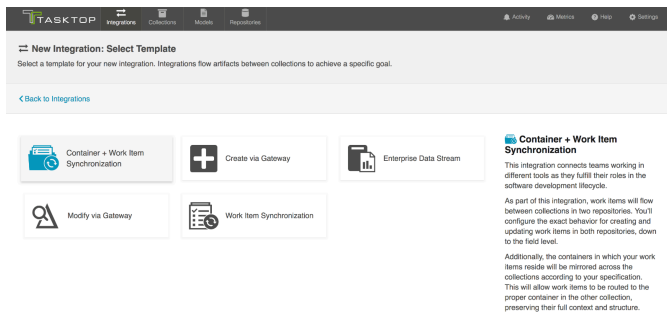 TASKTOP
Integrations
Collections
Models
Repositories
Activity
Metrics
Help
Settings
New Integration: Select Template
Select a template for your new integration. Integrations flow artifacts between collections to achieve a specific goal.
Back to Integrations
Container + Work Item
Synchronization
Create via Gateway
Enterprise Data Stream
Modify via Gateway
Work Item Synchronization
Container + Work Item
Synchronization
This integration connects teams working in
different tools as they fulfill their roles in the
software development lifecycle.
As part of this integration, work items will flow
between collections in two repositories. You'll
configure the exact behavior for creating and
updating work items in both repositories, down
to the field level.
Additionally, the containers in which your work
items reside will be mirrored across the
collections according to your specification.
This will allow work items to be routed to the
proper container in the other collection,
preserving their full context and structure.